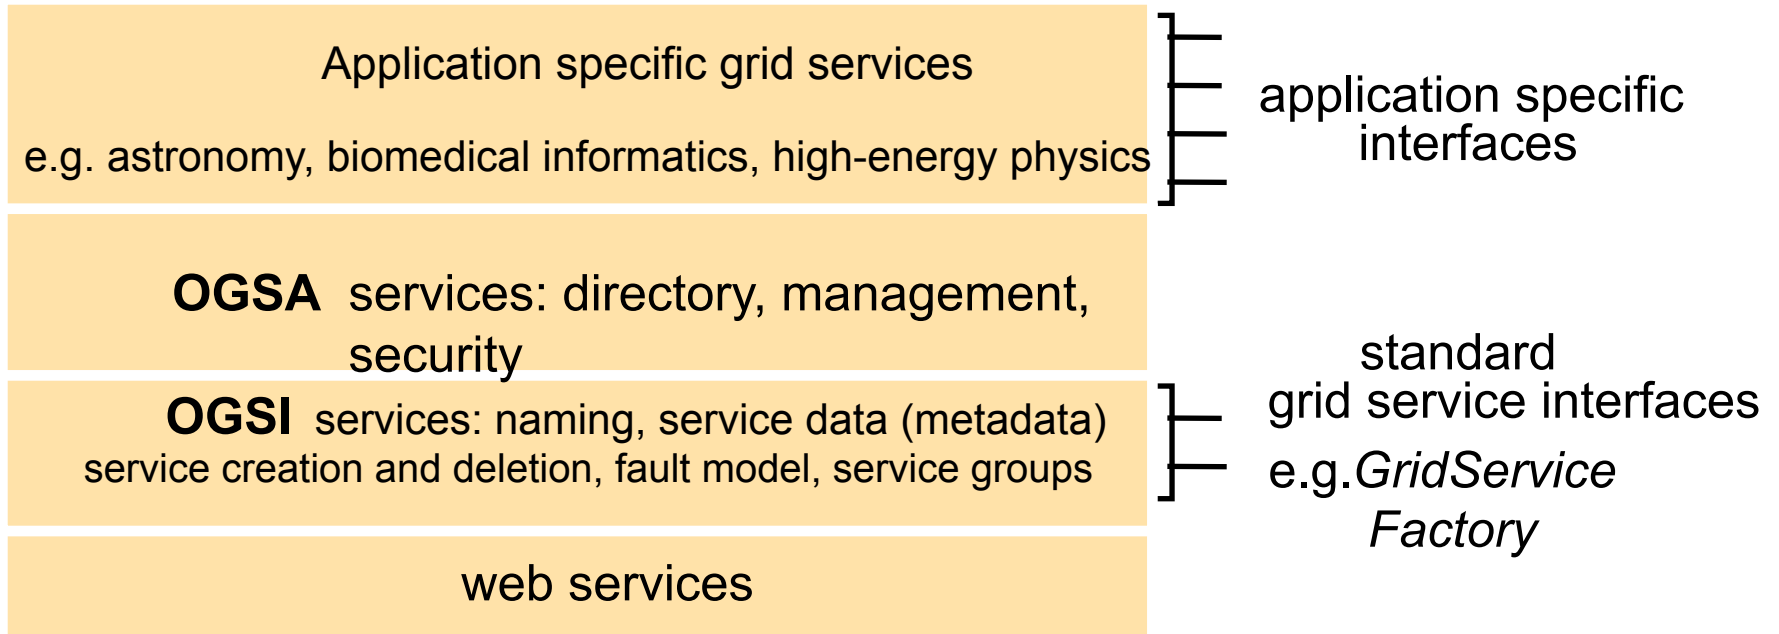 Application specific grid services
e.g. astronomy, biomedical informatics, high-energy physics
application specific
interfaces
OGSA services: directory, management,
security
OGSI services: naming, service data (metadata)
service creation and deletion, fault model, service groups
standard
grid service interfaces
e.g.GridService
Factory
web services